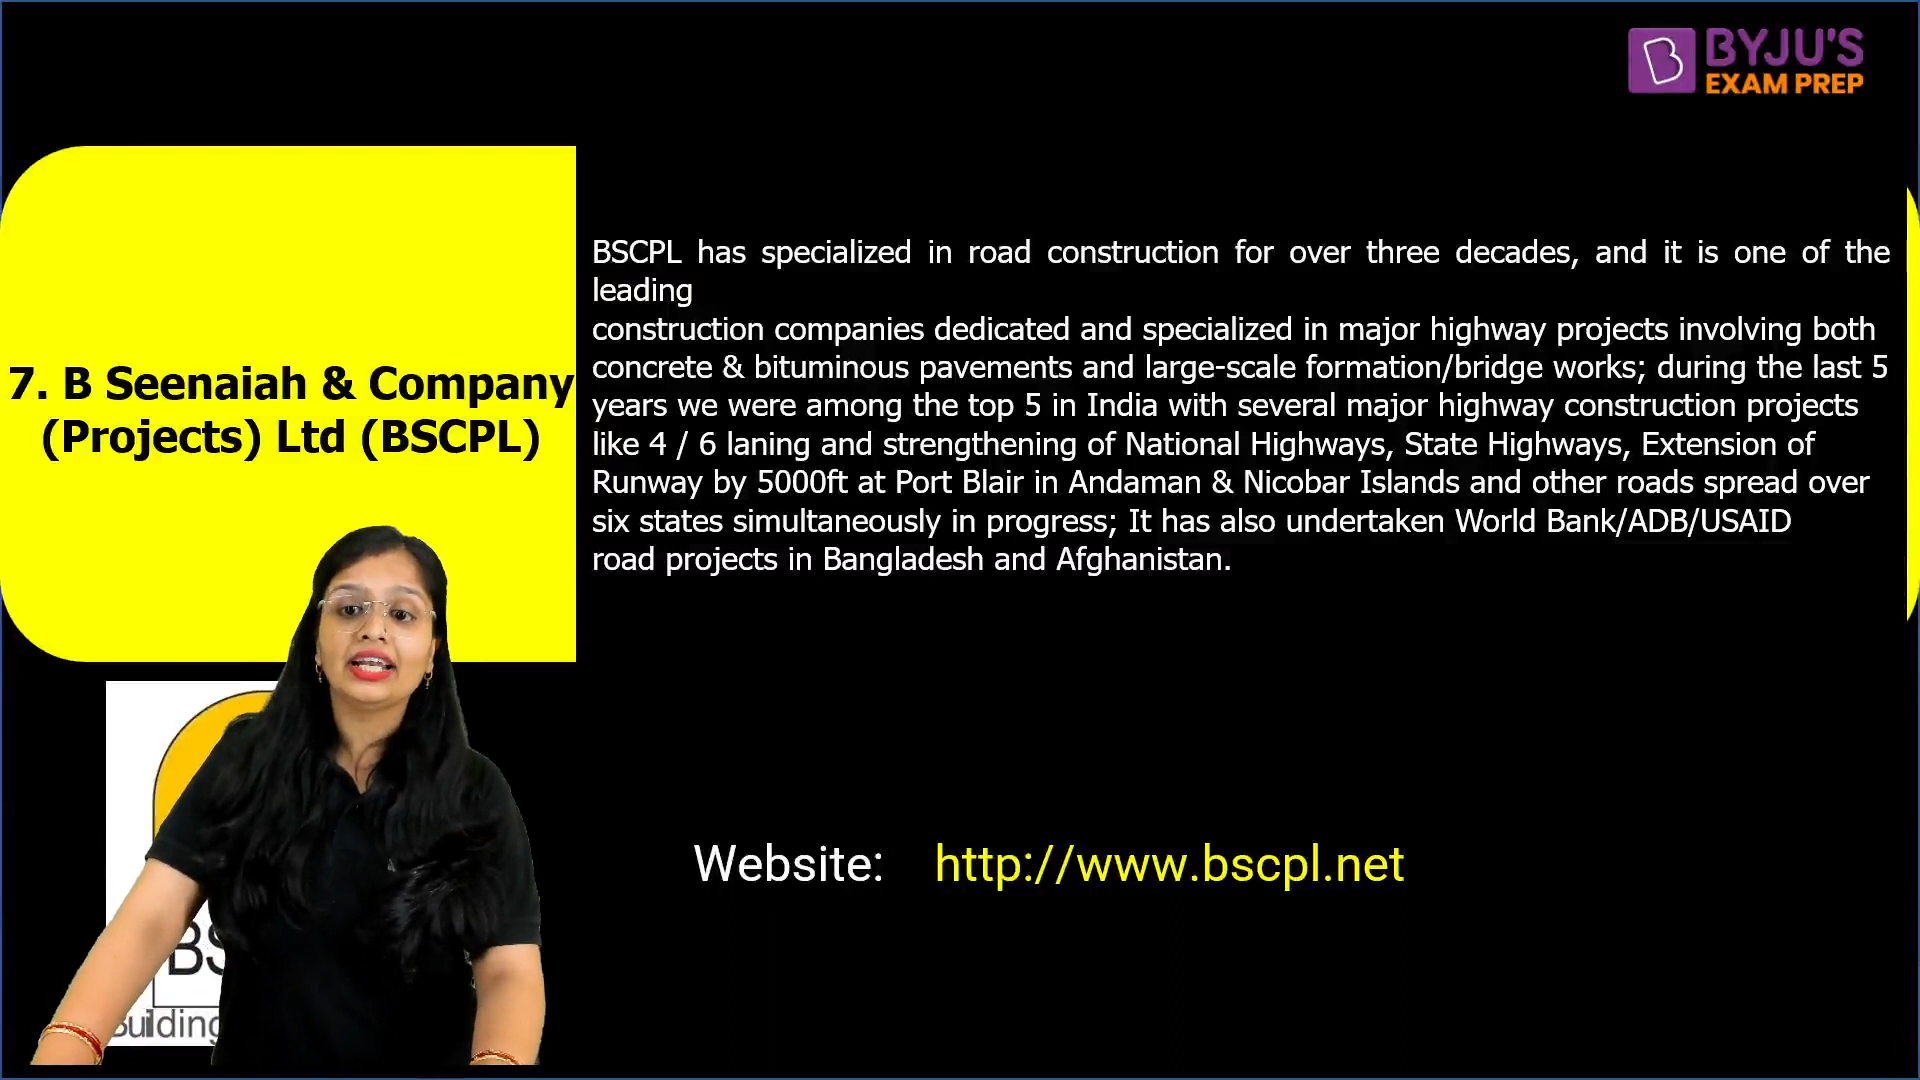 BYJU'S
EXAM PREP
7. B Seenaiah & Company
(Projects) Ltd (BSCPL)
BSCPL has specialized in road construction for over three decades, and it is one of the
leading
construction companies dedicated and specialized in major highway projects involving both
concrete & bituminous pavements and large-scale formation/bridge works; during the last 5
years we were among the top 5 in India with several major highway construction projects
like 4 / 6 laning and strengthening of National Highways, State Highways, Extension of
Runway by 5000ft at Port Blair in Andaman & Nicobar Islands and other roads spread over
six states simultaneously in progress; It has also undertaken World Bank/ADB/USAID
road projects in Bangladesh and Afghanistan.
Website: http://www.bscpl.net
Building